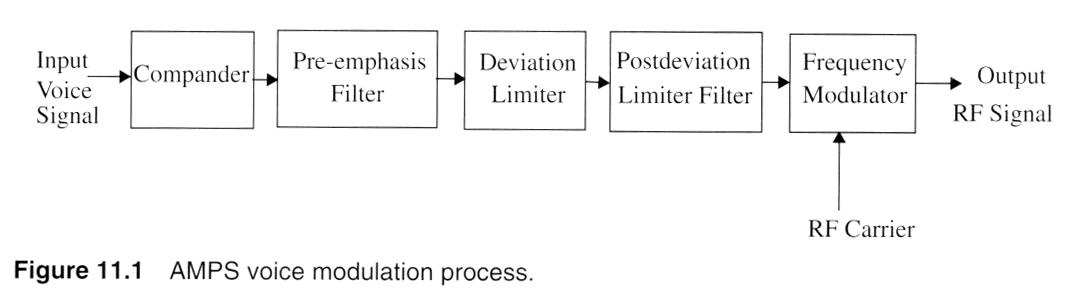 Input
Voice
Signal
Compander
Pre-emphasis
Filter
Deviation
Limiter
Postdeviation
Limiter Filter
Frequency
Modulator
Output
RF Signal
RF Carrier
Figure 11.1 AMPS voice modulation process.